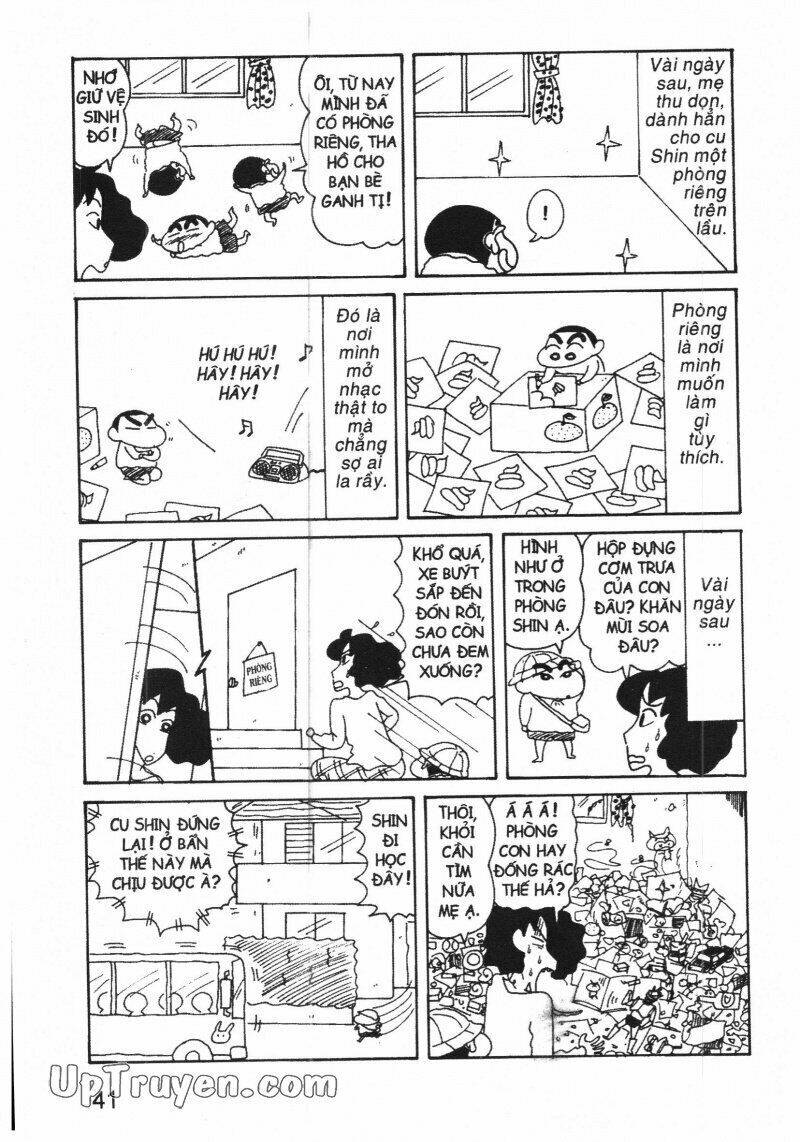 Vài ngày
sau, mẹ
thu dọn,
dành hẳn
cho cu
Shin một
phòng
riêng
trên
lầu.
!
ÔI, TỪ NAY
MÌNH ĐÃ
CÓ PHÒNG
RIÊNG, THA
HỒ CHO
BẠN BÈ
GANH TỊ!
NHỚ
GIỮ VỆ
SINH
ĐÓ!
Phòng
riêng
là nơi
mình
muốn
làm
gì
tùy
thích.
Đó là
nơi
mình
mở
nhạc
thật to
mà
chẳng
sợ ai
la rầy.
HÚ HÚ HÚ!
HÂY! HÂY!
HÂY!
Vài
ngày
sau
...
HỘP ĐỰNG
CƠM TRƯA
CỦA CON
ĐÂU? KHĂN
MÙI SOA
ĐÂU?
HÌNH
NHƯ Ở
TRONG
PHÒNG
SHIN Ạ.
KHỔ QUÁ,
XE BUÝT
SẮP ĐẾN
ĐÓN RỒI,
SAO CÒN
CHƯA ĐEM
XUỐNG?
PHÒNG
RIÊNG
Á Á Á!
PHÒNG
CON HAY
ĐỐNG RÁC
THẾ HẢ?
THÔI,
KHỎI
CẦN
TÌM
NỮA
MẸ Ạ.
SHIN
ĐI
HỌC
ĐÂY!
CU SHIN ĐỨNG
LẠI! Ở BẨN
THẾ NÀY MÀ
CHỊU ĐƯỢC À?
UpTruyen.com
41